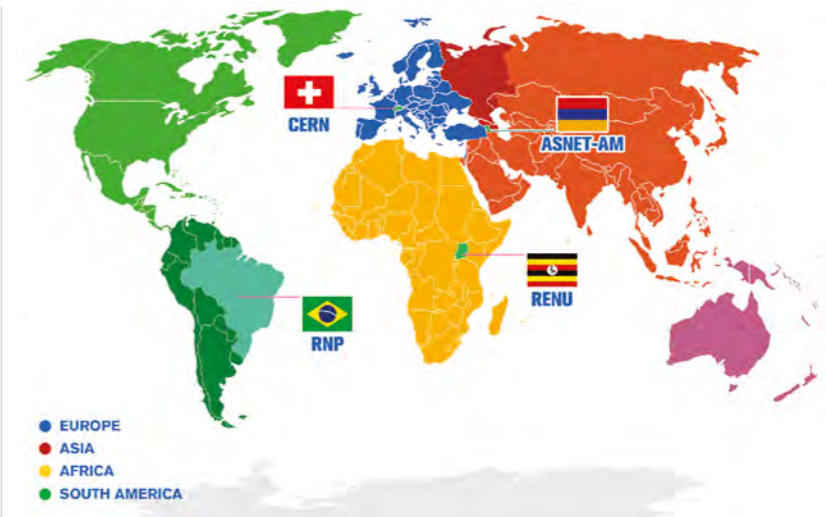 CERN
ASNET-AM
RENU
RNP
EUROPE
ASIA
AFRICA
SOUTH AMERICA